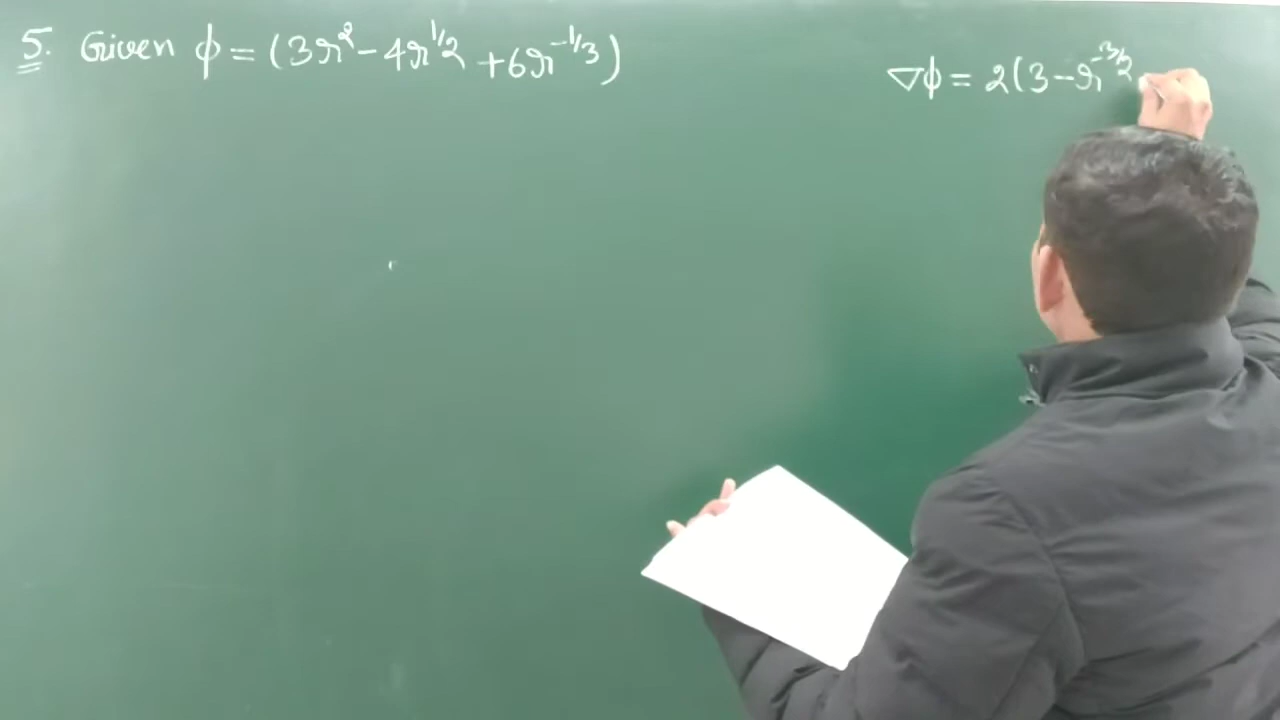 5. Given φ = (3r² - 4r^1/2 + 6r^-1/3)
∇φ = 2(3 - r^-3/2